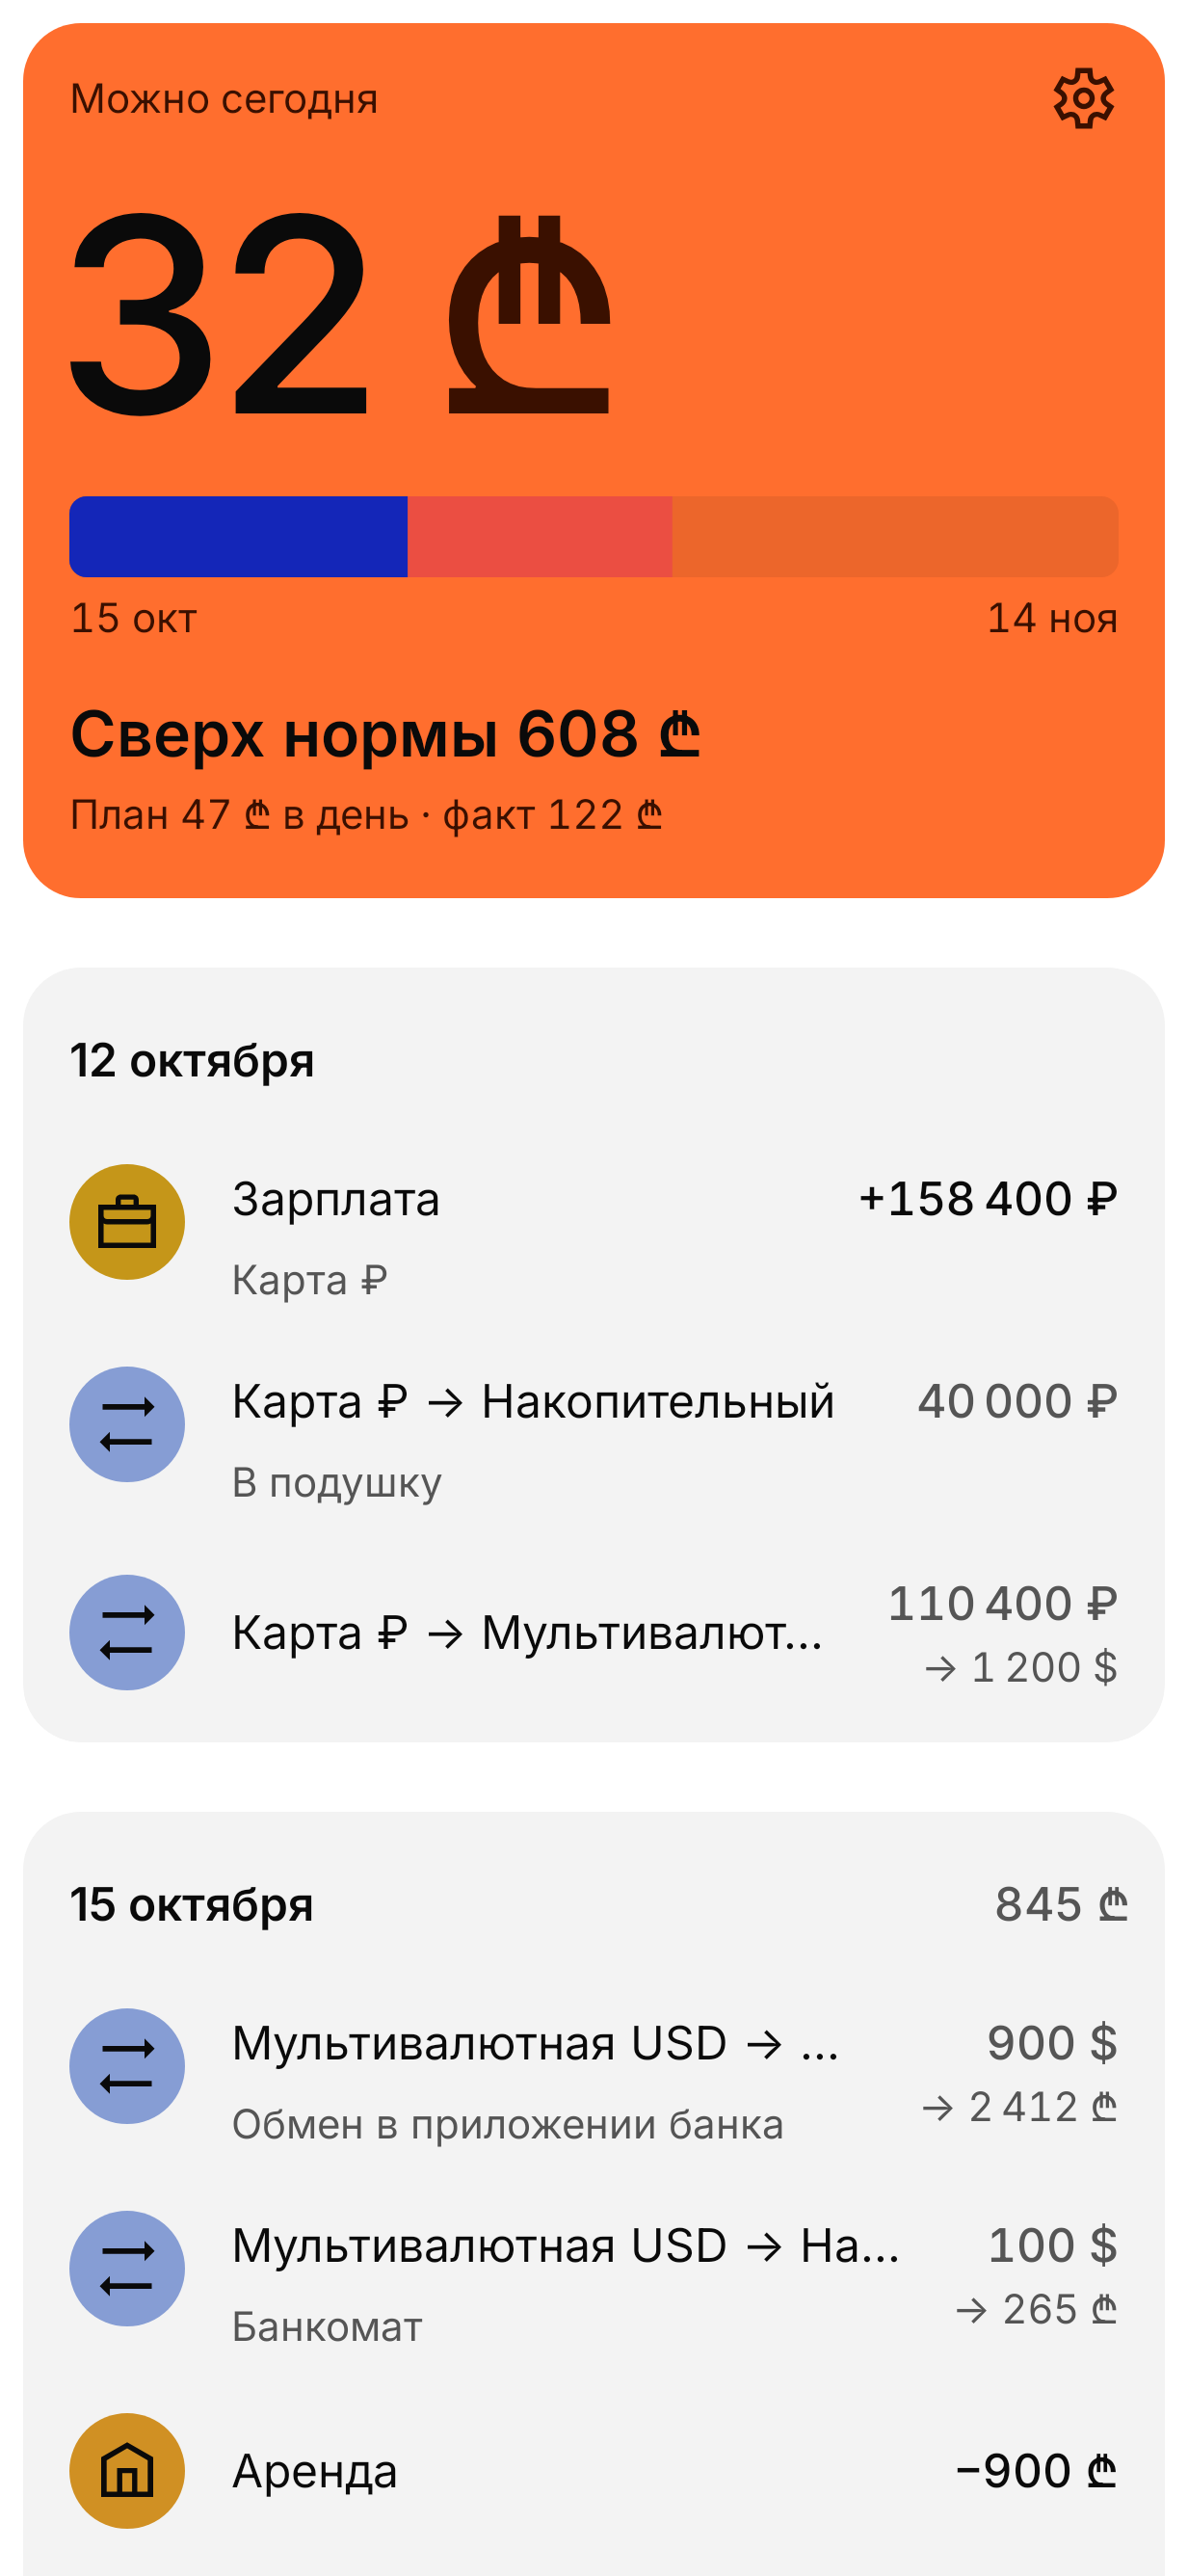 Можно сегодня
32 ₾
15 окт
14 ноя
Сверх нормы 608 ₾
План 47 ₾ в день · факт 122 ₾
12 октября
Зарплата
+158 400 ₽
Карта ₽
Карта ₽ → Накопительный
40 000 ₽
В подушку
Карта ₽ → Мультивалют...
110 400 ₽
→ 1 200 $
15 октября
845 ₾
Мультивалютная USD → ...
900 $
Обмен в приложении банка
→ 2 412 ₾
Мультивалютная USD → На...
100 $
Банкомат
→ 265 ₾
Аренда
−900 ₾